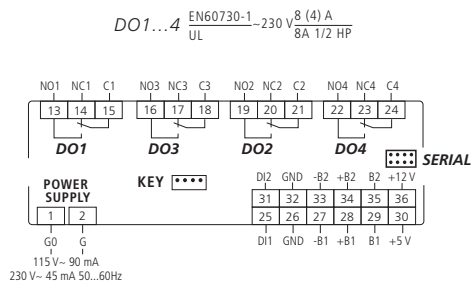 DO1...4 EN60730-1 / UL ~230 V 8 (4) A / 8A 1/2 HP
NO1 NC1 C1 NO3 NC3 C3 NO2 NC2 C2 NO4 NC4 C4
13 14 15 16 17 18 19 20 21 22 23 24
DO1 DO3 DO2 DO4
SERIAL
POWER SUPPLY
KEY
DI2 GND -B2 +B2 B2 +12 V
31 32 33 34 35 36
1 2
25 26 27 28 29 30
G0 G
DI1 GND -B1 +B1 B1 +5 V
115 V~ 90 mA
230 V~ 45 mA 50...60Hz